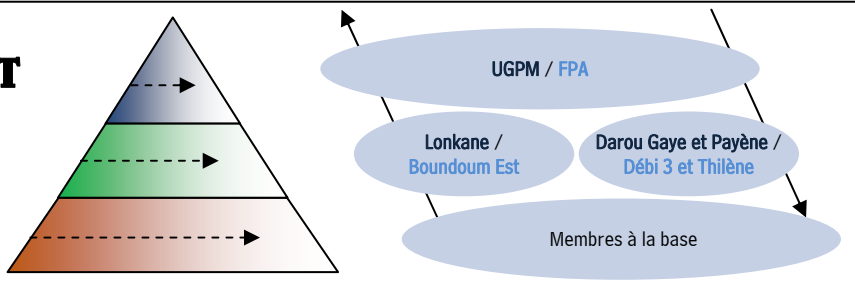 T
UGPM / FPA
Lonkane /
Boundoum Est
Darou Gaye et Payène /
Débi 3 et Thilène
Membres à la base